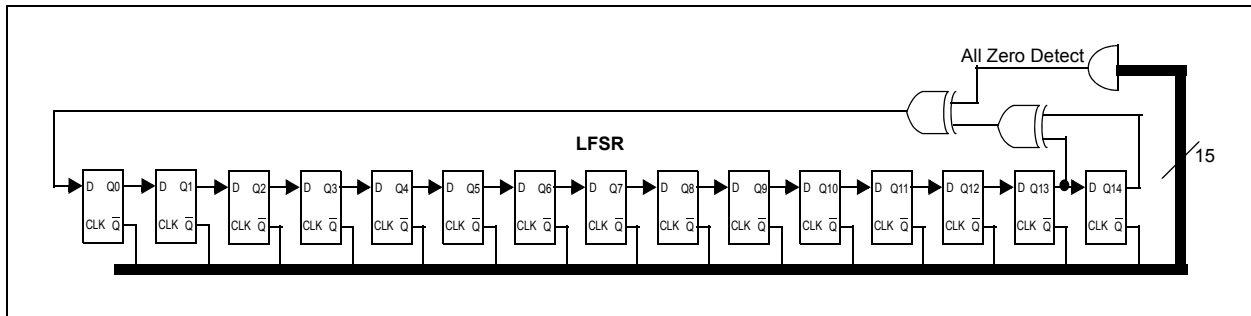 All Zero Detect
LFSR
15
D Q0 D Q1 D Q2 D Q3 D Q4 D Q5 D Q6 D Q7 D Q8 D Q9 D Q10 D Q11 D Q12 D Q13 D Q14
CLK Q̅ CLK Q̅ CLK Q̅ CLK Q̅ CLK Q̅ CLK Q̅ CLK Q̅ CLK Q̅ CLK Q̅ CLK Q̅ CLK Q̅ CLK Q̅ CLK Q̅ CLK Q̅ CLK Q̅